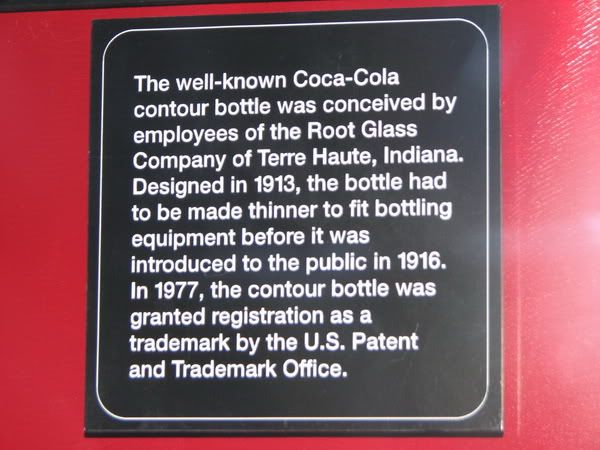 The well-known Coca-Cola
contour bottle was conceived by
employees of the Root Glass
Company of Terre Haute, Indiana.
Designed in 1913, the bottle had
to be made thinner to fit bottling
equipment before it was
introduced to the public in 1916.
In 1977, the contour bottle was
granted registration as a
trademark by the U.S. Patent
and Trademark Office.